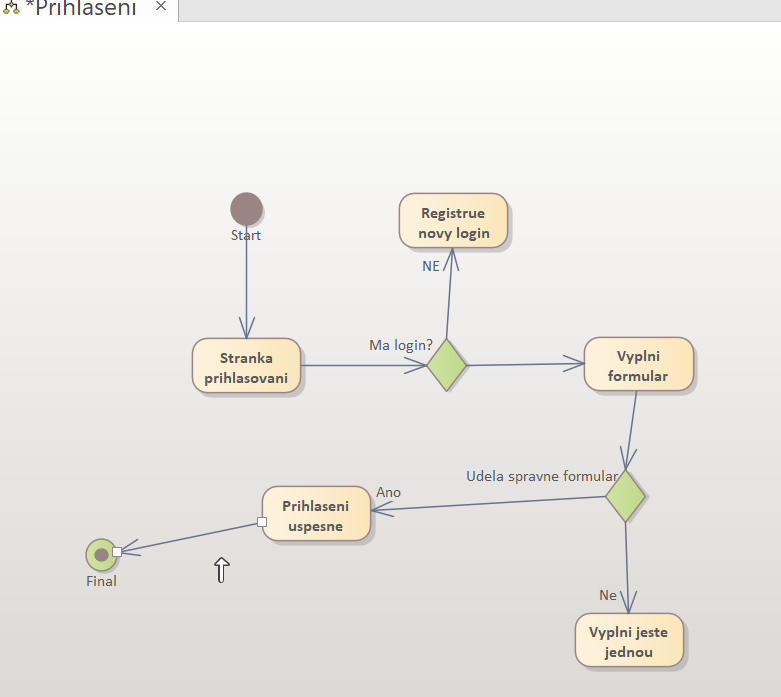 *Prihlaseni
Start
Registrue
novy login
NE
Ma login?
Stranka
prihlasovani
Vyplni
formular
Udela spravne formular
Ano
Prihlaseni
uspesne
Final
Ne
Vyplni jeste
jednou